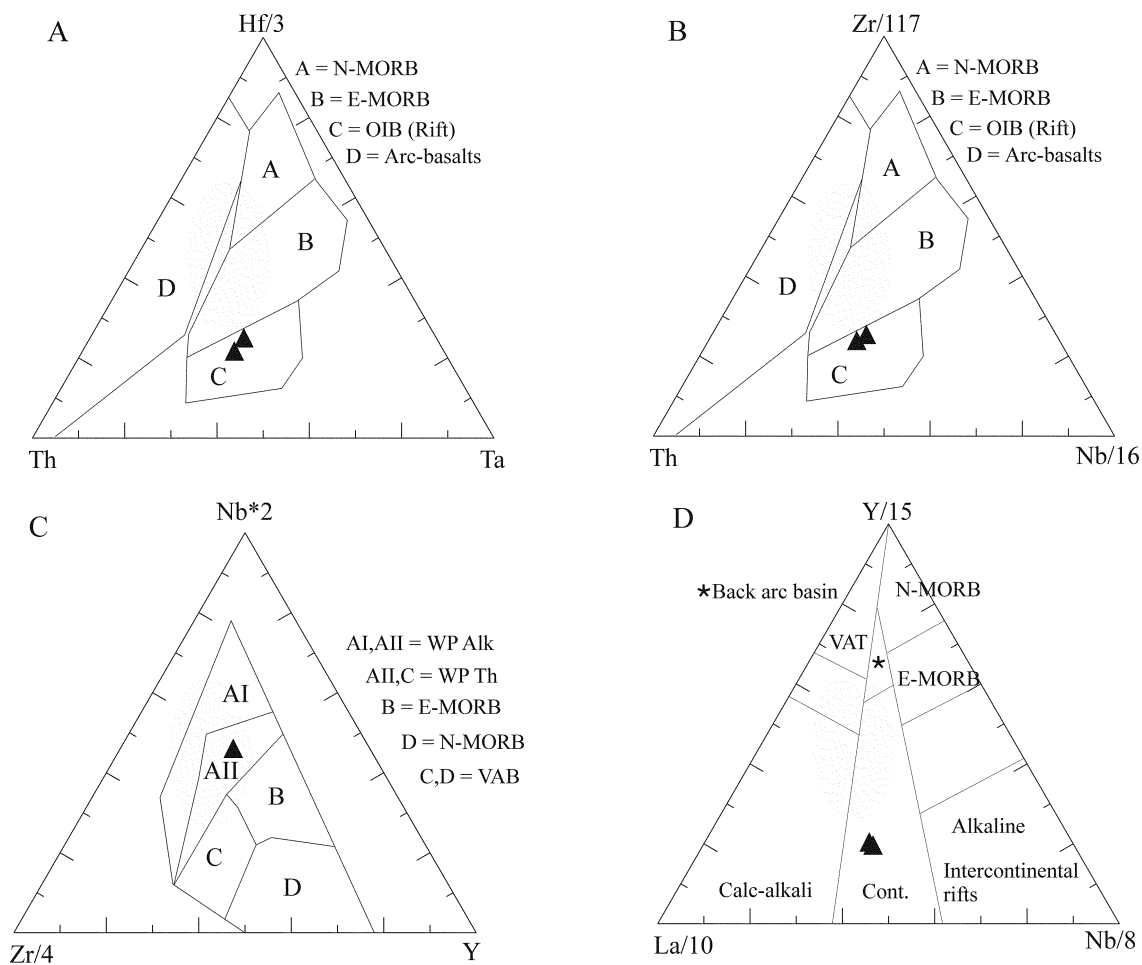 A
Hf/3
A = N-MORB
B = E-MORB
C = OIB (Rift)
D = Arc-basalts
A
B
D
C
Th
Ta
B
Zr/117
A = N-MORB
B = E-MORB
C = OIB (Rift)
D = Arc-basalts
A
B
D
C
Th
Nb/16
C
Nb*2
AI,AII = WP Alk
AII,C = WP Th
B = E-MORB
D = N-MORB
C,D = VAB
AI
AII
B
C
D
Zr/4
Y
D
Y/15
*Back arc basin
N-MORB
VAT
*
E-MORB
Alkaline
Intercontinental
rifts
Calc-alkali
Cont.
La/10
Nb/8